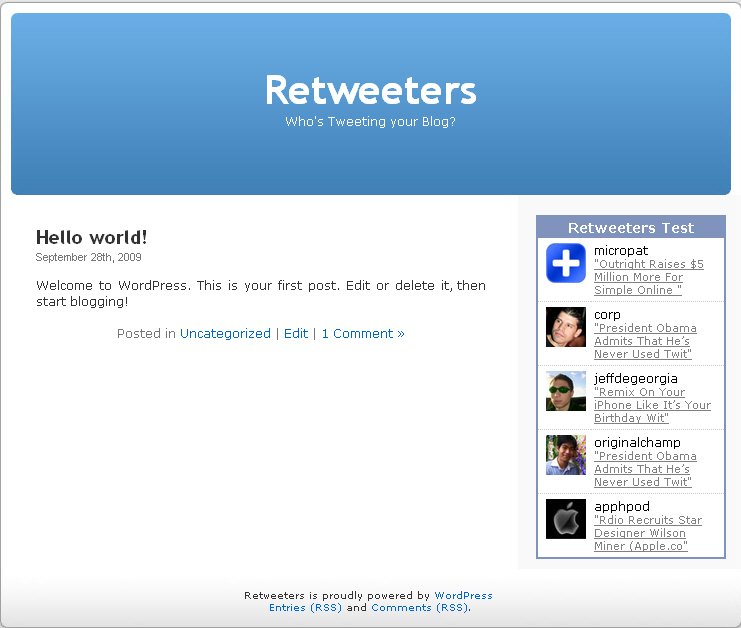 Retweeters
Who's Tweeting your Blog?
Hello world!
September 28th, 2009
Welcome to WordPress. This is your first post. Edit or delete it, then
start blogging!
Posted in Uncategorized | Edit | 1 Comment »
Retweeters Test
micropat
"Outright Raises $5
Million More For
Simple Online "
corp
"President Obama
Admits That He's
Never Used Twit"
jeffdegeorgia
"Remix On Your
iPhone Like It's Your
Birthday Wit"
originalchamp
"President Obama
Admits That He's
Never Used Twit"
apphpod
"Rdio Recruits Star
Designer Wilson
Miner (Apple.co"
Retweeters is proudly powered by WordPress
Entries (RSS) and Comments (RSS).